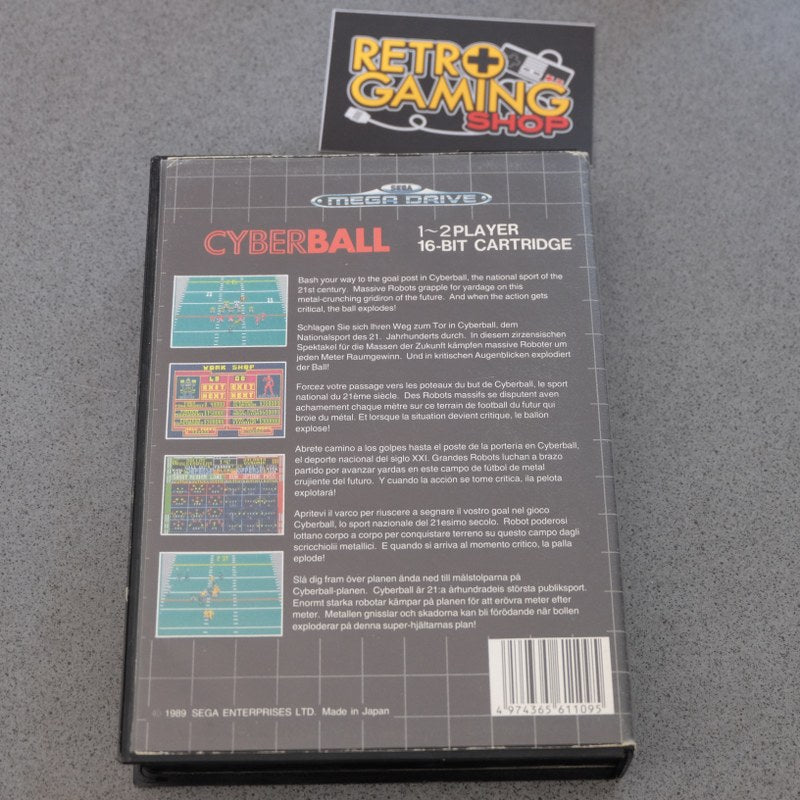 RETRO
GAMING
SHOP
SEGA
MEGA DRIVE
CYBERBALL
1~2 PLAYER
16-BIT CARTRIDGE
Bash your way to the goal post in Cyberball, the national sport of the
21st century. Massive Robots grapple for yardage on this
metal-crunching gridiron of the future. And when the action gets
critical, the ball explodes!
Schlagen Sie sich Ihren Weg zum Tor in Cyberball, dem
Nationalsport des 21. Jahrhunderts durch. In diesem zirzensischen
Spektakel für die Massen der Zukunft kämpfen massive Roboter um
jeden Meter Raumgewinn. Und in kritischen Augenblicken explodiert
der Ball!
Forcez votre passage vers les poteaux du but de Cyberball, le sport
national du 21ème siècle. Des Robots massifs se disputent aven
achamement chaque mètre sur ce terrain de football du futur qui
broie du métal. Et lorsque la situation devient critique, le ballon
explose!
Abrete camino a los golpes hasta el poste de la portería en Cyberball,
el deporte nacional del siglo XXI. Grandes Robots luchan a brazo
partido por avanzar yardas en este campo de fútbol de metal
crujiente del futuro. Y cuando la acción se torne crítica, ¡la pelota
explotará!
Apritevi il varco per riuscere a segnare il vostro goal nel gioco
Cyberball, lo sport nazionale del 21esimo secolo. Robot poderosi
lottano corpo a corpo per conquistare terreno su questo campo dagli
scricchiolii metallici. E quando si arriva al momento critico, la palla
eplode!
Slå dig fram över planen ända ned till målstolparna på
Cyberball-planen. Cyberball är 21:a århundradeis största publiksport.
Enormt starka robotar kämpar på planen för att erövra meter efter
meter. Metallen gnisslar och skadorna kan bli förödande när bollen
exploderar på denna super-hjältarnas plan!
WORK SHOP
EXIT EXIT
NEXT NEXT
© 1989 SEGA ENTERPRISES LTD. Made in Japan
4 974365 611095